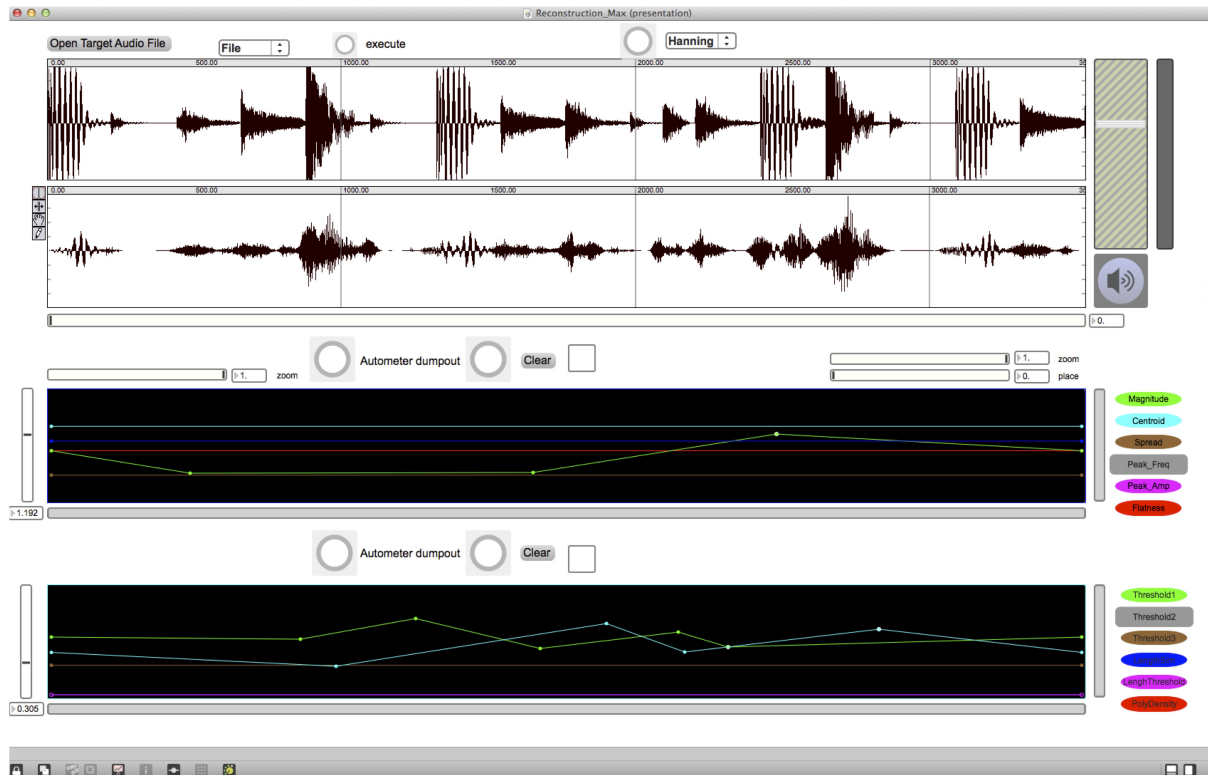 Reconstruction_Max (presentation)
Open Target Audio File
File
execute
Hanning
0.00 500.00 1000.00 1500.00 2000.00 2500.00 3000.00
0.00 500.00 1000.00 1500.00 2000.00 2500.00 3000.00
0.
Autometer dumpout
Clear
1. zoom
1. zoom
0. place
Magnitude
Centroid
Spread
Peak_Freq
Peak_Amp
Flatness
1.192
Autometer dumpout
Clear
Threshold1
Threshold2
Threshold3
LenghThreshold
PolyDensity
0.305